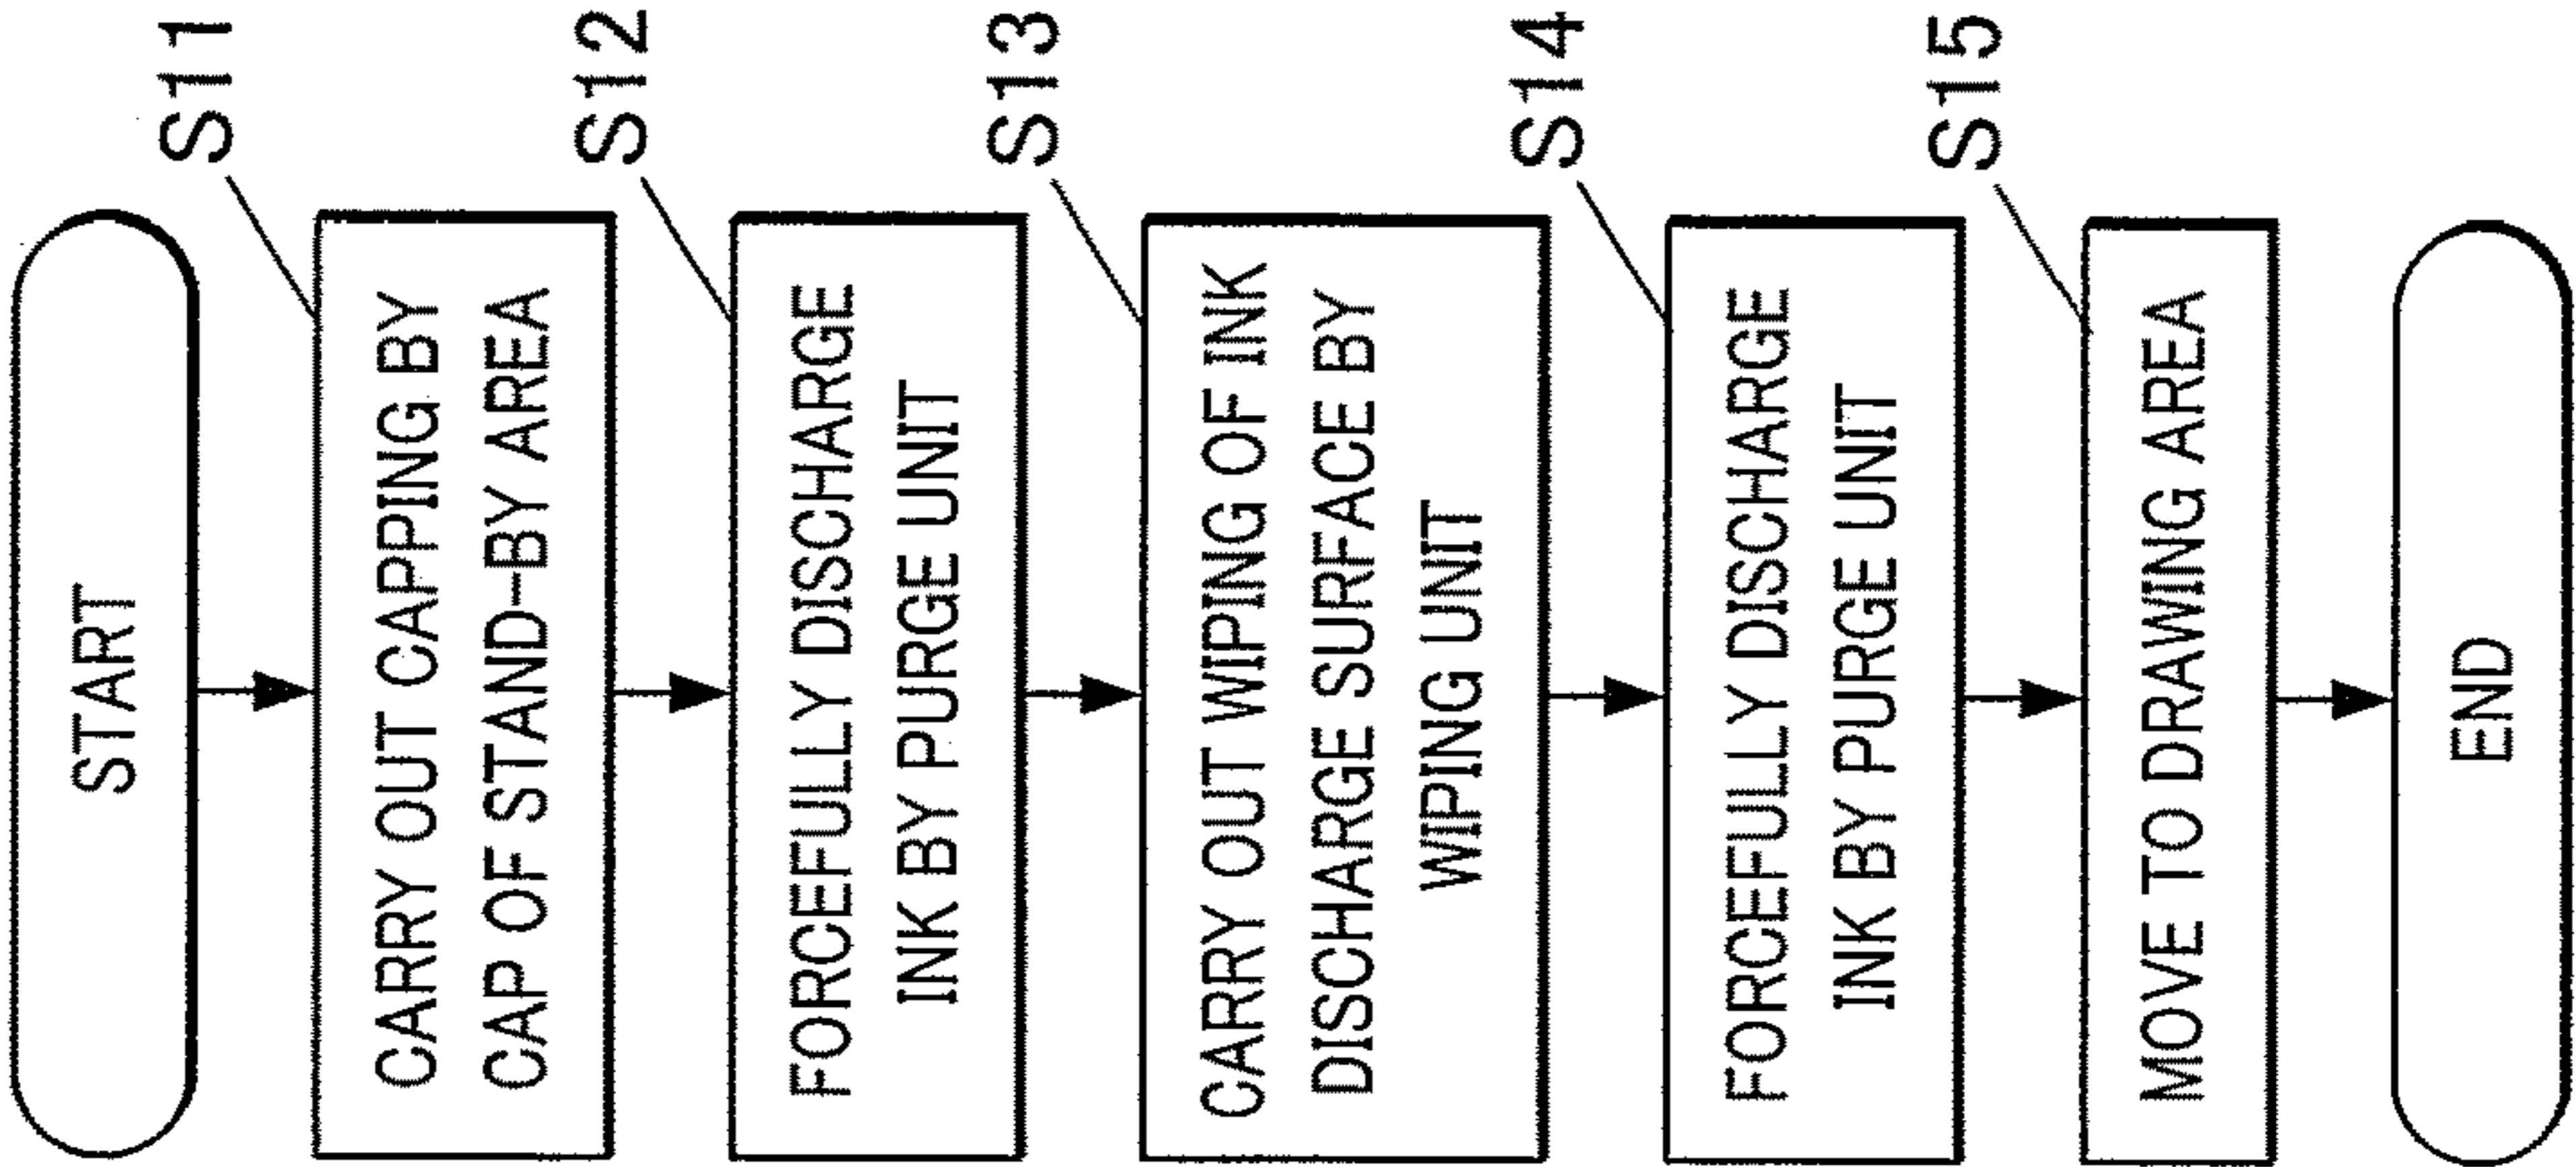 START
S11
CARRY OUT CAPPING BY
CAP OF STAND-BY AREA
S12
FORCEFULLY DISCHARGE
INK BY PURGE UNIT
S13
CARRY OUT WIPING OF INK
DISCHARGE SURFACE BY
WIPING UNIT
S14
FORCEFULLY DISCHARGE
INK BY PURGE UNIT
S15
MOVE TO DRAWING AREA
END